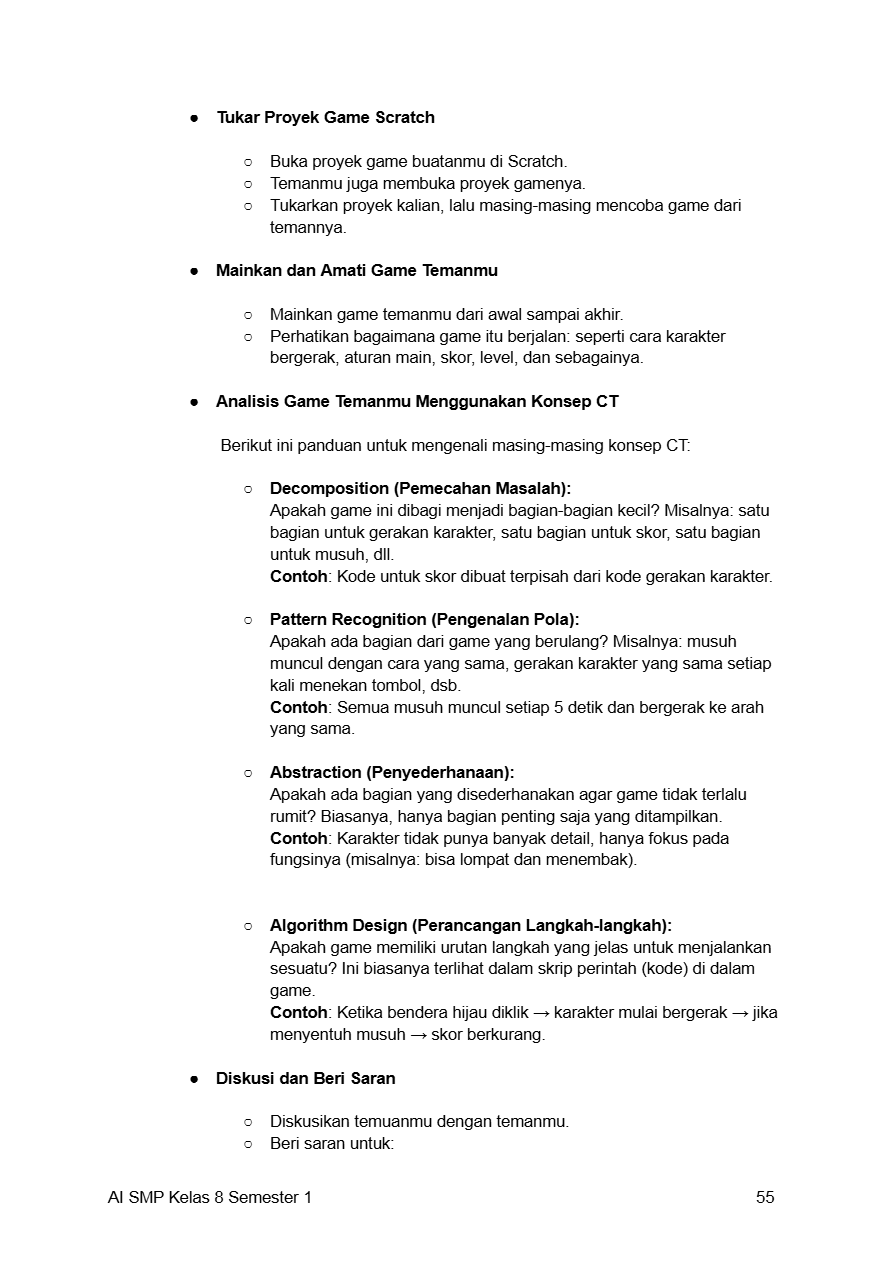 ● Tukar Proyek Game Scratch
○ Buka proyek game buatanmu di Scratch.
○ Temanmu juga membuka proyek gamenya.
○ Tukarkan proyek kalian, lalu masing-masing mencoba game dari
temannya.
● Mainkan dan Amati Game Temanmu
○ Mainkan game temanmu dari awal sampai akhir.
○ Perhatikan bagaimana game itu berjalan: seperti cara karakter
bergerak, aturan main, skor, level, dan sebagainya.
● Analisis Game Temanmu Menggunakan Konsep CT
Berikut ini panduan untuk mengenali masing-masing konsep CT:
○ Decomposition (Pemecahan Masalah):
Apakah game ini dibagi menjadi bagian-bagian kecil? Misalnya: satu
bagian untuk gerakan karakter, satu bagian untuk skor, satu bagian
untuk musuh, dll.
Contoh: Kode untuk skor dibuat terpisah dari kode gerakan karakter.
○ Pattern Recognition (Pengenalan Pola):
Apakah ada bagian dari game yang berulang? Misalnya: musuh
muncul dengan cara yang sama, gerakan karakter yang sama setiap
kali menekan tombol, dsb.
Contoh: Semua musuh muncul setiap 5 detik dan bergerak ke arah
yang sama.
○ Abstraction (Penyederhanaan):
Apakah ada bagian yang disederhanakan agar game tidak terlalu
rumit? Biasanya, hanya bagian penting saja yang ditampilkan.
Contoh: Karakter tidak punya banyak detail, hanya fokus pada
fungsinya (misalnya: bisa lompat dan menembak).
○ Algorithm Design (Perancangan Langkah-langkah):
Apakah game memiliki urutan langkah yang jelas untuk menjalankan
sesuatu? Ini biasanya terlihat dalam skrip perintah (kode) di dalam
game.
Contoh: Ketika bendera hijau diklik → karakter mulai bergerak → jika
menyentuh musuh → skor berkurang.
● Diskusi dan Beri Saran
○ Diskusikan temuanmu dengan temanmu.
○ Beri saran untuk:
AI SMP Kelas 8 Semester 1 55